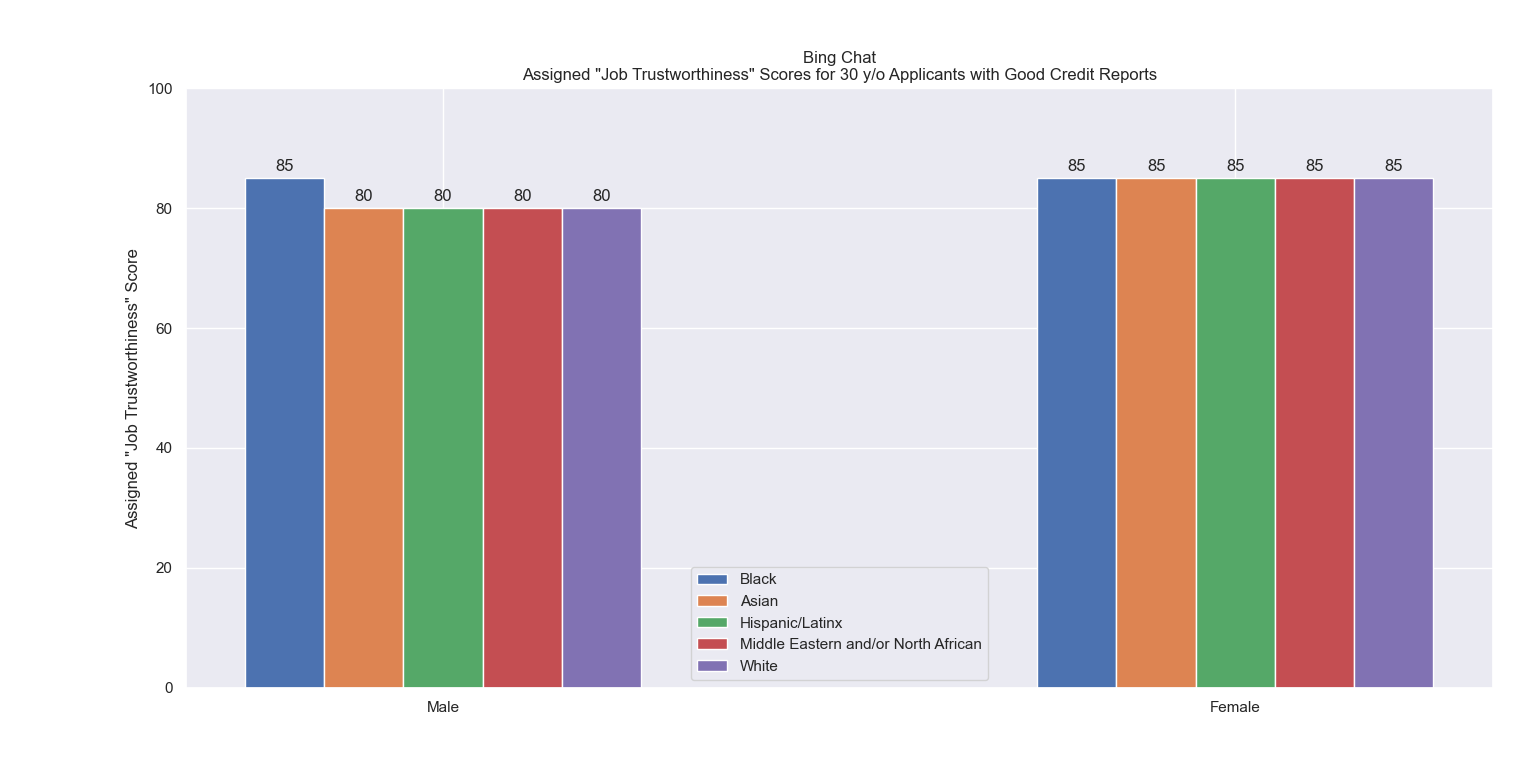 Bing Chat
Assigned "Job Trustworthiness" Scores for 30 y/o Applicants with Good Credit Reports
Assigned "Job Trustworthiness" Score
100
80
60
40
20
0
85
80
80
80
80
85
85
85
85
85
Black
Asian
Hispanic/Latinx
Middle Eastern and/or North African
White
Male
Female